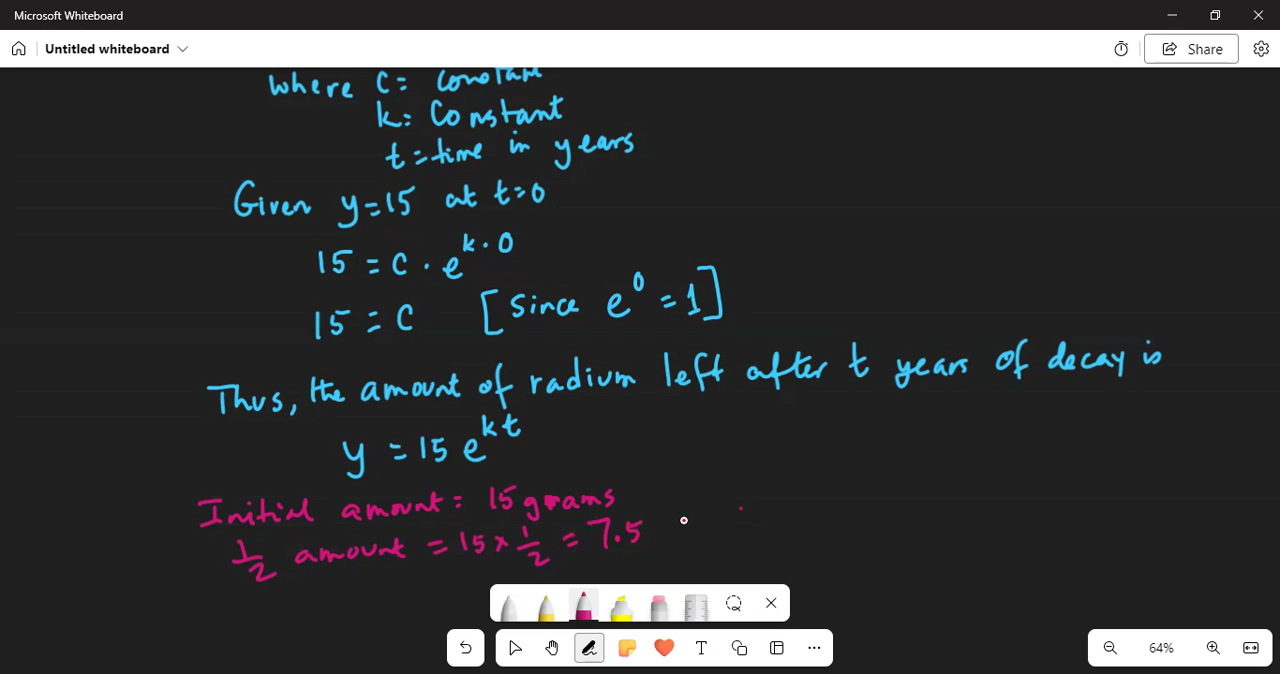 Microsoft Whiteboard
Untitled whiteboard
Share
where C = constant
k = Constant
t = time in years
Given y = 15 at t = 0
15 = C · e^{k · 0}
15 = C [Since e^0 = 1]
Thus, the amount of radium left after t years of decay is
y = 15 e^{kt}
Initial amount = 15 grams
1/2 amount = 15 × 1/2 = 7.5
T
64%